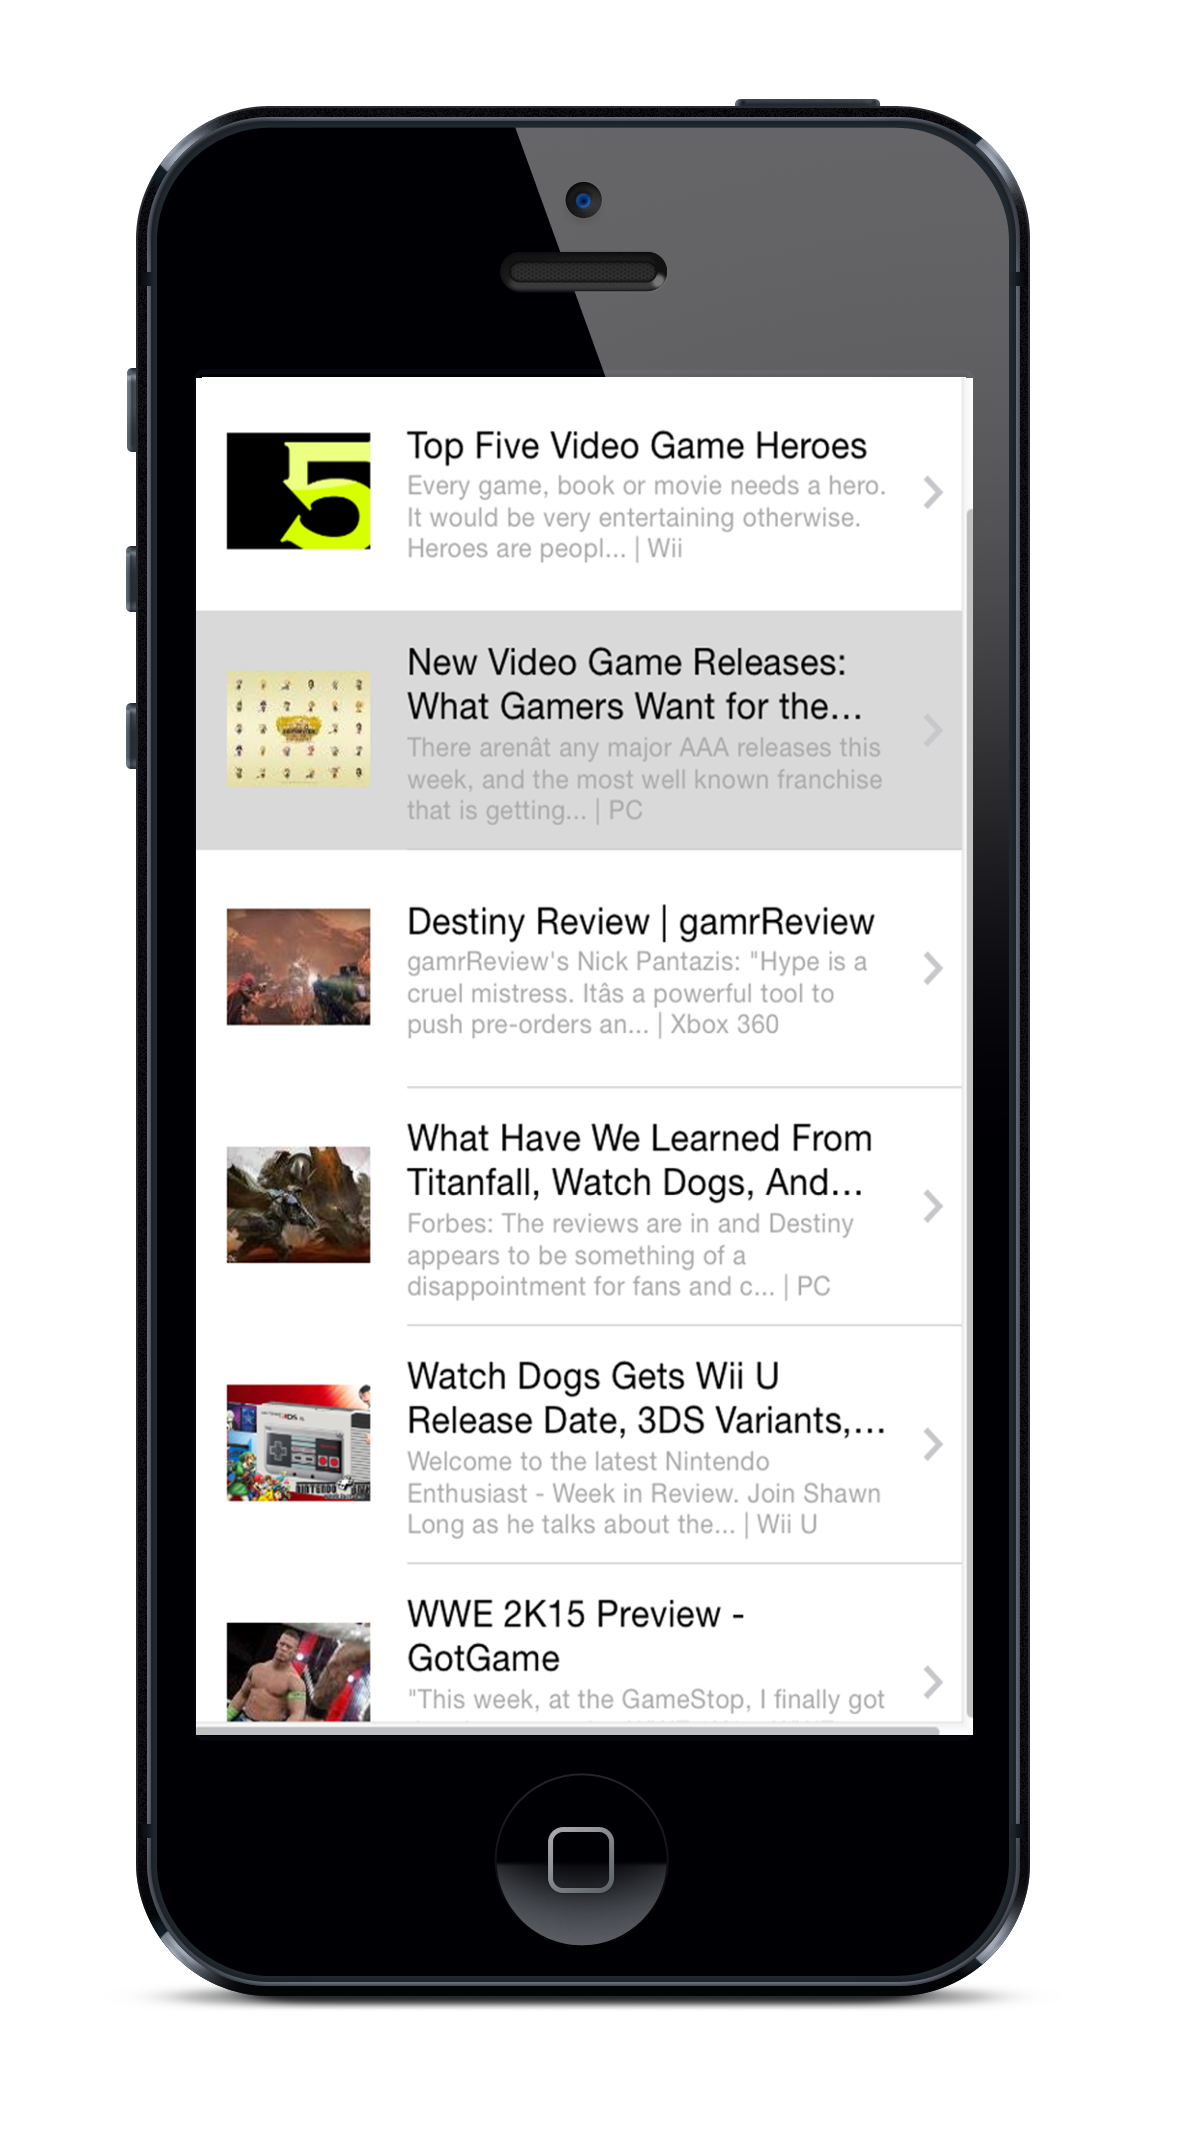 5
Top Five Video Game Heroes
Every game, book or movie needs a hero.
It would be very entertaining otherwise.
Heroes are peopl... | Wii
New Video Game Releases:
What Gamers Want for the...
There arenât any major AAA releases this
week, and the most well known franchise
that is getting... | PC
Destiny Review | gamrReview
gamrReview's Nick Pantazis: "Hype is a
cruel mistress. Itâs a powerful tool to
push pre-orders an... | Xbox 360
What Have We Learned From
Titanfall, Watch Dogs, And...
Forbes: The reviews are in and Destiny
appears to be something of a
disappointment for fans and c... | PC
Watch Dogs Gets Wii U
Release Date, 3DS Variants,...
Welcome to the latest Nintendo
Enthusiast - Week in Review. Join Shawn
Long as he talks about the... | Wii U
WWE 2K15 Preview -
GotGame
"This week, at the GameStop, I finally got